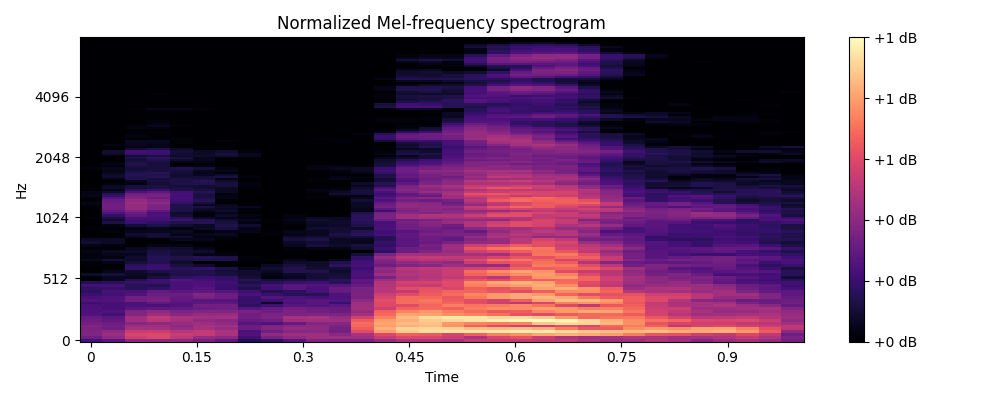 Normalized Mel-frequency spectrogram
Hz
4096
2048
1024
512
0
0 0.15 0.3 0.45 0.6 0.75 0.9
Time
+1 dB
+1 dB
+1 dB
+0 dB
+0 dB
+0 dB